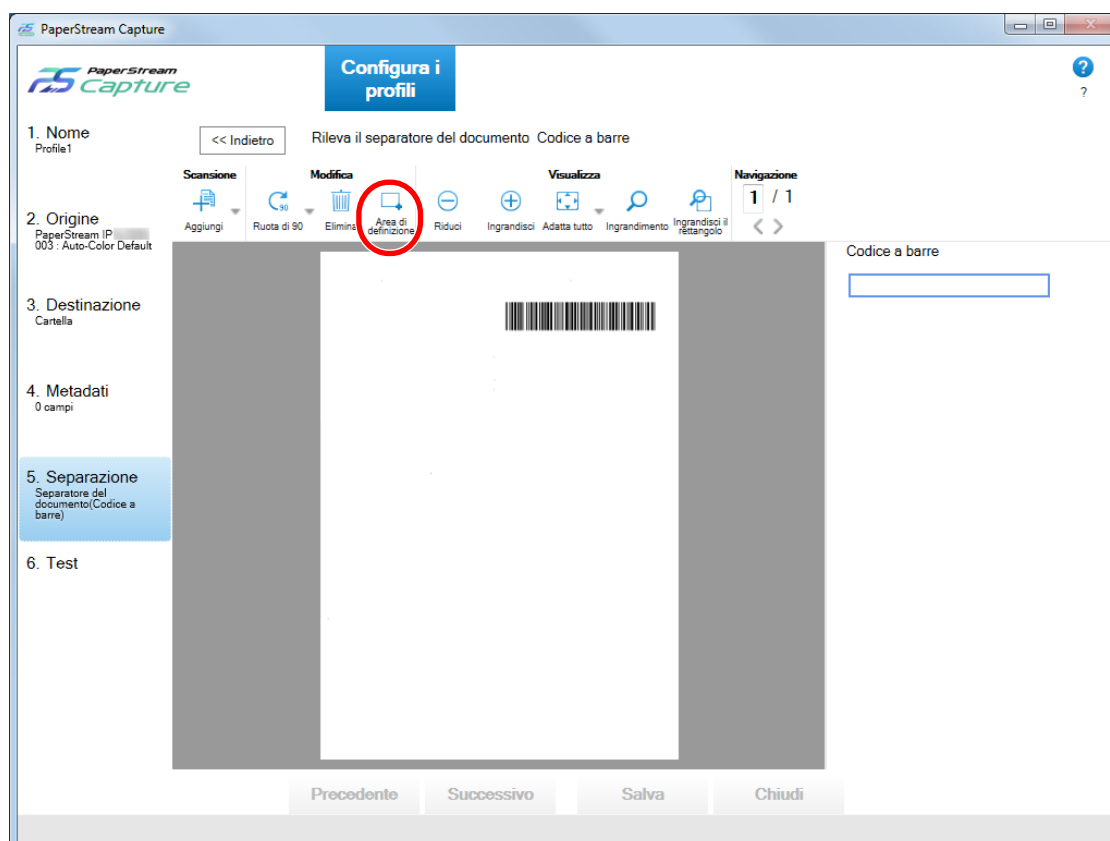 PaperStream Capture
PaperStream
Capture
Configura i
profili
?
1. Nome
Profile1
<< Indietro
Rileva il separatore del documento Codice a barre
Scansione
Modifica
Visualizza
Navigazione
90
1 / 1
Aggiungi
Ruota di 90
Elimina
Area di
definizione
Riduci
Ingrandisci
Adatta tutto
Ingrandimento
Ingrandisci il
rettangolo
< >
2. Origine
PaperStream IP
003 : Auto-Color Default
Codice a barre
3. Destinazione
Cartella
4. Metadati
0 campi
5. Separazione
Separatore del
documento(Codice a
barre)
6. Test
Precedente
Successivo
Salva
Chiudi